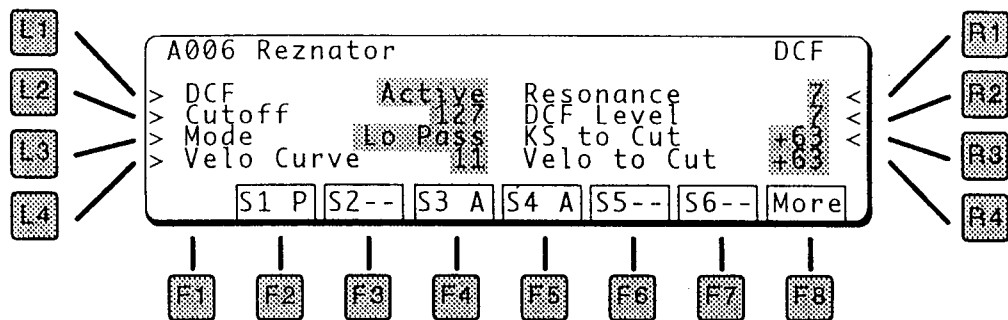 L1
L2
L3
L4
A006 Reznator DCF
> DCF Active Resonance 7 <
> Cutoff 127 DCF Level 7 <
> Mode Lo Pass KS to Cut +63 <
> Velo Curve 11 Velo to Cut +63
S1 P S2-- S3 A S4 A S5-- S6-- More
R1
R2
R3
R4
F1 F2 F3 F4 F5 F6 F7 F8